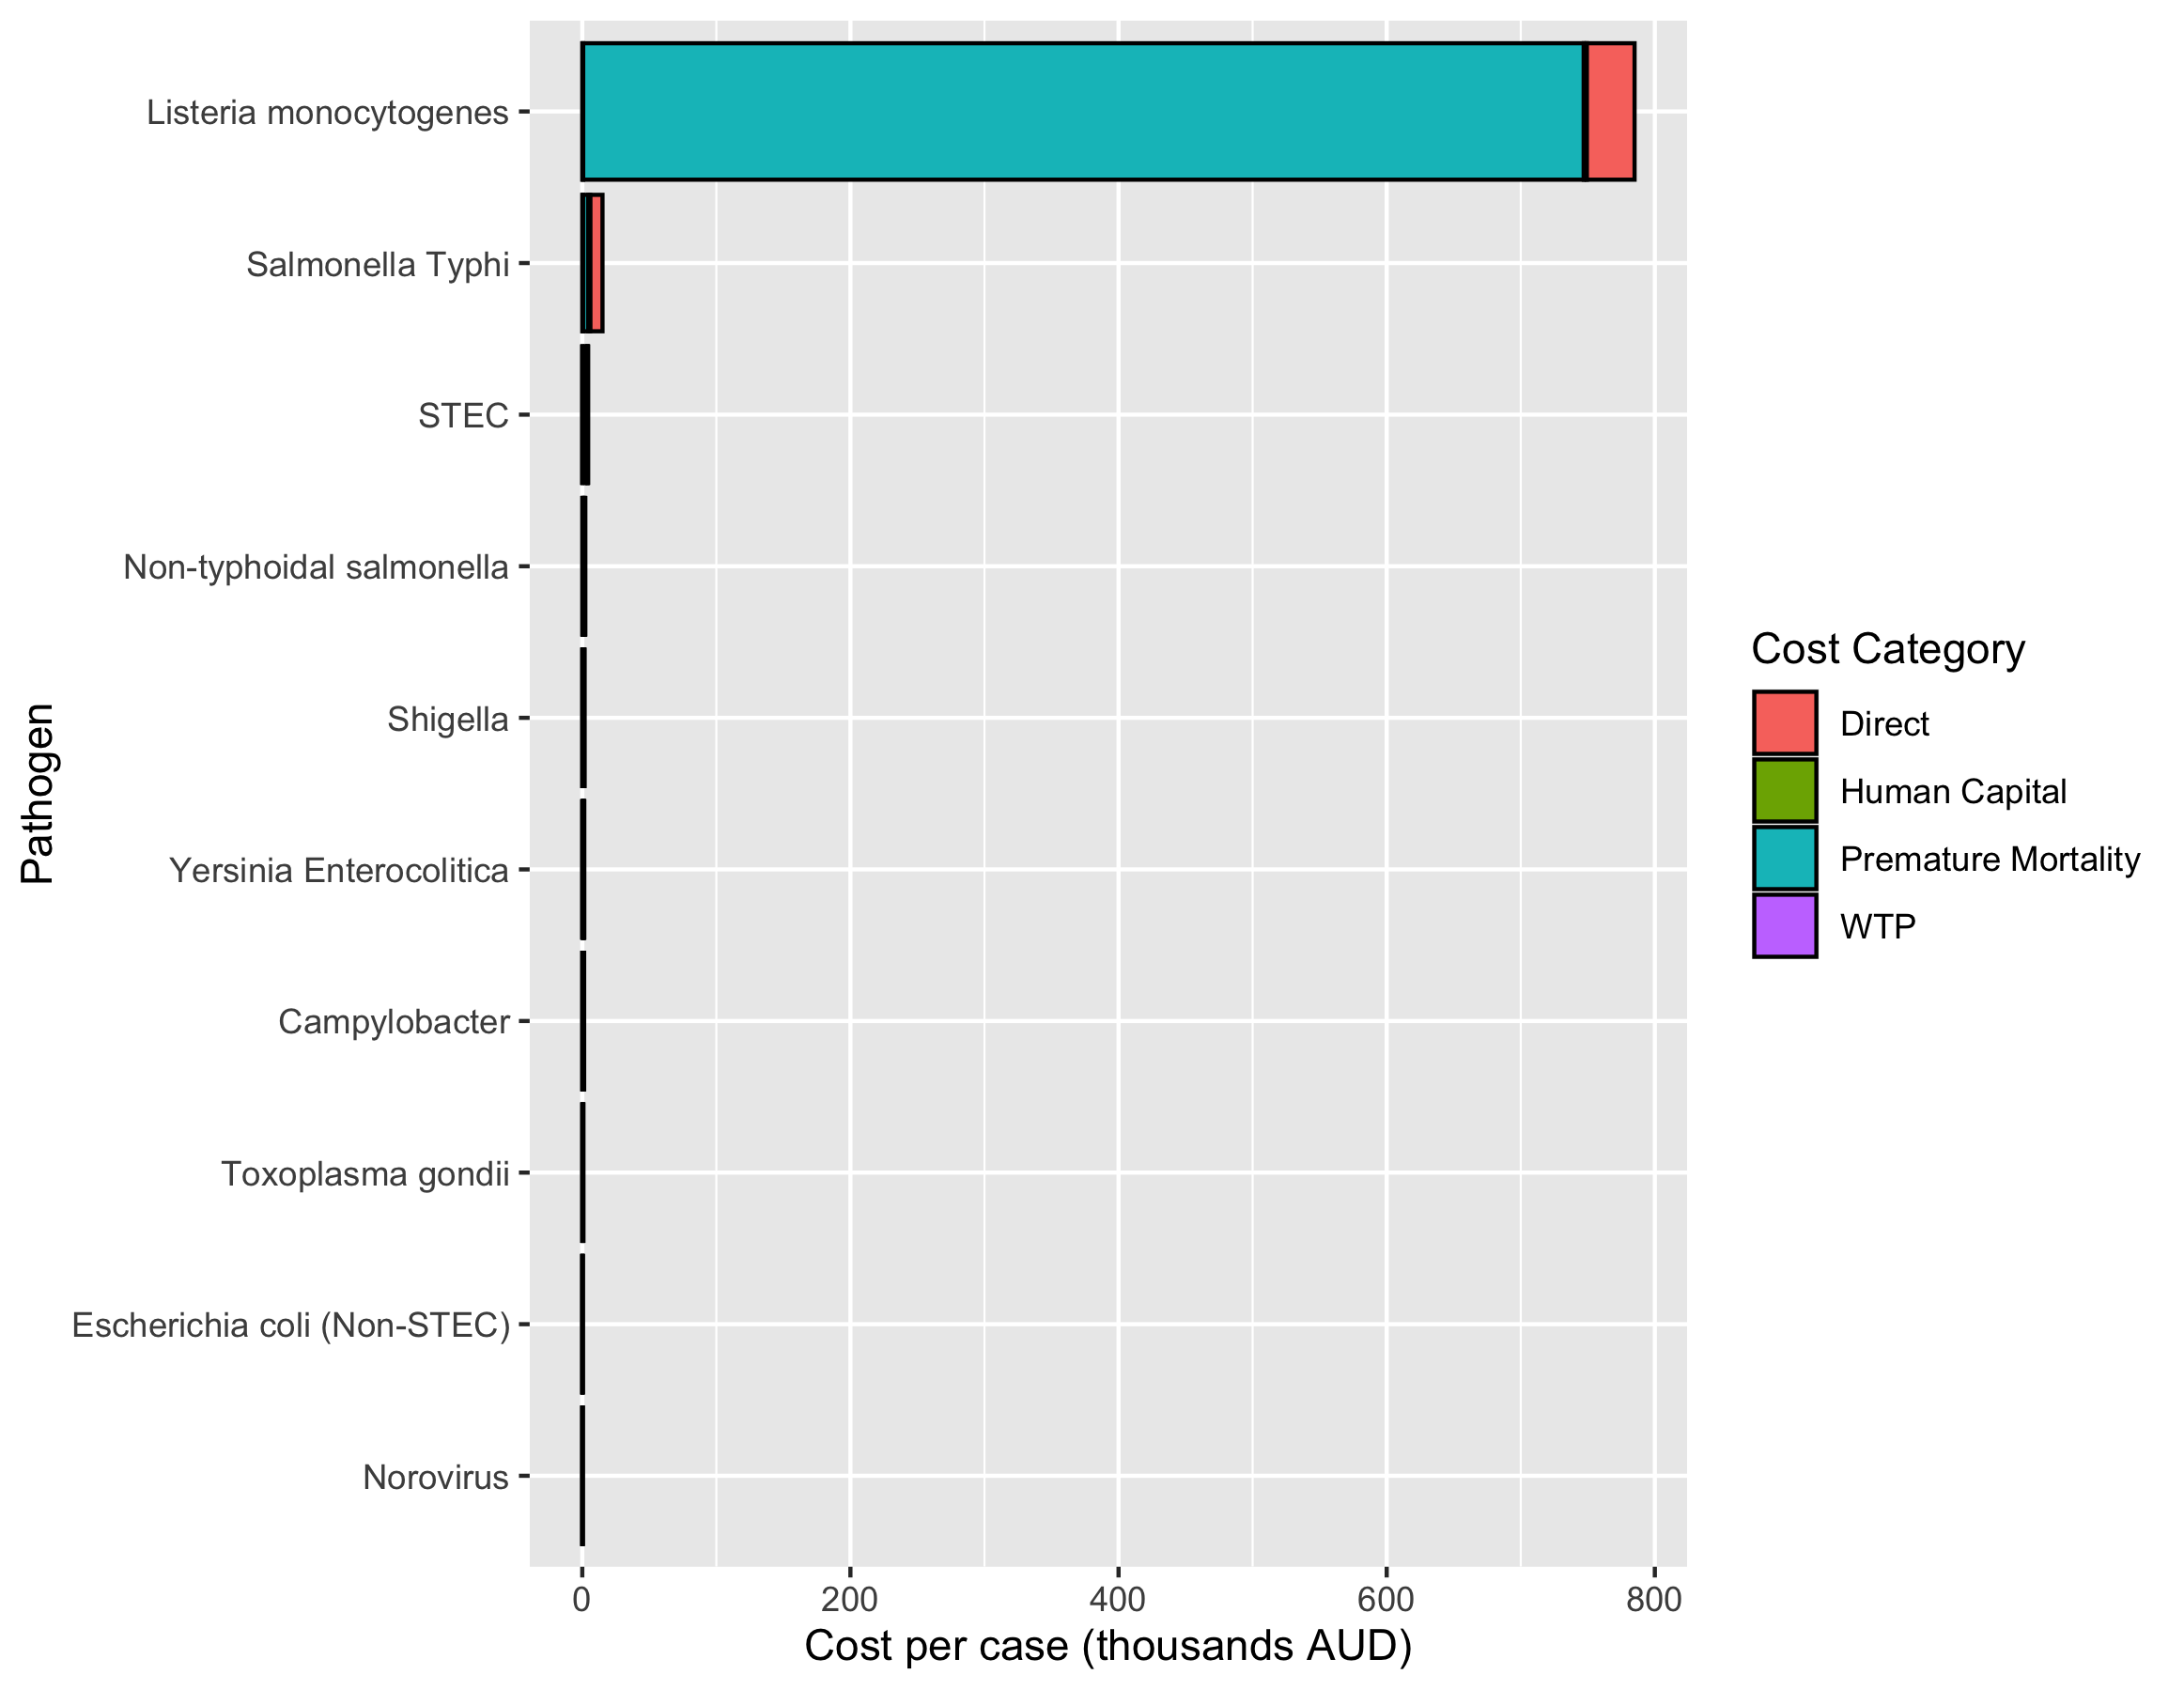 Listeria monocytogenes
Salmonella Typhi
STEC
Non-typhoidal salmonella
Shigella
Yersinia Enterocolitica
Campylobacter
Toxoplasma gondii
Escherichia coli (Non-STEC)
Norovirus
Pathogen
0 200 400 600 800
Cost per case (thousands AUD)
Cost Category
Direct
Human Capital
Premature Mortality
WTP